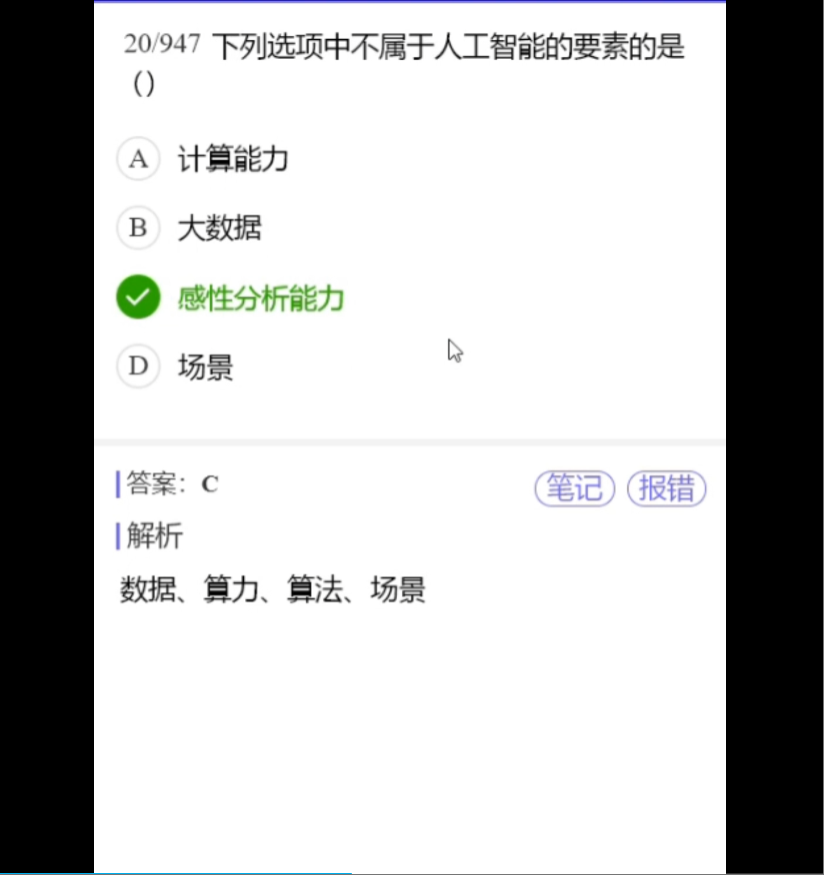 20/947 下列选项中不属于人工智能的要素的是
（）
A 计算能力
B 大数据
感性分析能力
D 场景
答案：C
笔记 报错
解析
数据、算力、算法、场景